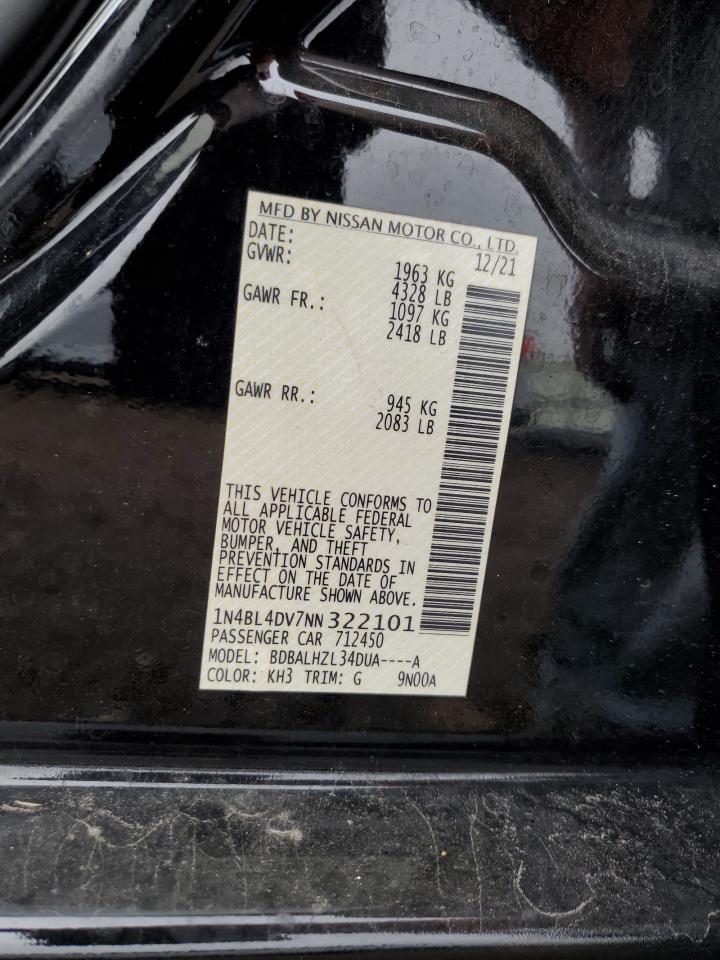 MFD BY NISSAN MOTOR CO., LTD.
DATE: 12/21
GVWR: 1963 KG
4328 LB
GAWR FR.: 1097 KG
2418 LB
GAWR RR.: 945 KG
2083 LB
THIS VEHICLE CONFORMS TO
ALL APPLICABLE FEDERAL
MOTOR VEHICLE SAFETY,
BUMPER, AND THEFT
PREVENTION STANDARDS IN
EFFECT ON THE DATE OF
MANUFACTURE SHOWN ABOVE.
1N4BL4DV7NN322101
PASSENGER CAR 712450
MODEL: BDBALHZL34DUA----A
COLOR: KH3 TRIM: G 9N00A